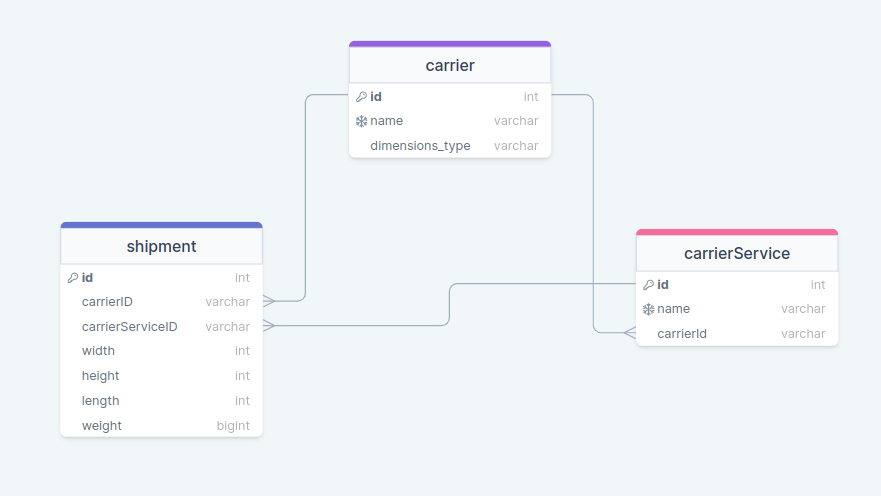 carrier
id int
name varchar
dimensions_type varchar
shipment
id int
carrierID varchar
carrierServiceID varchar
width int
height int
length int
weight bigint
carrierService
id int
name varchar
carrierId varchar